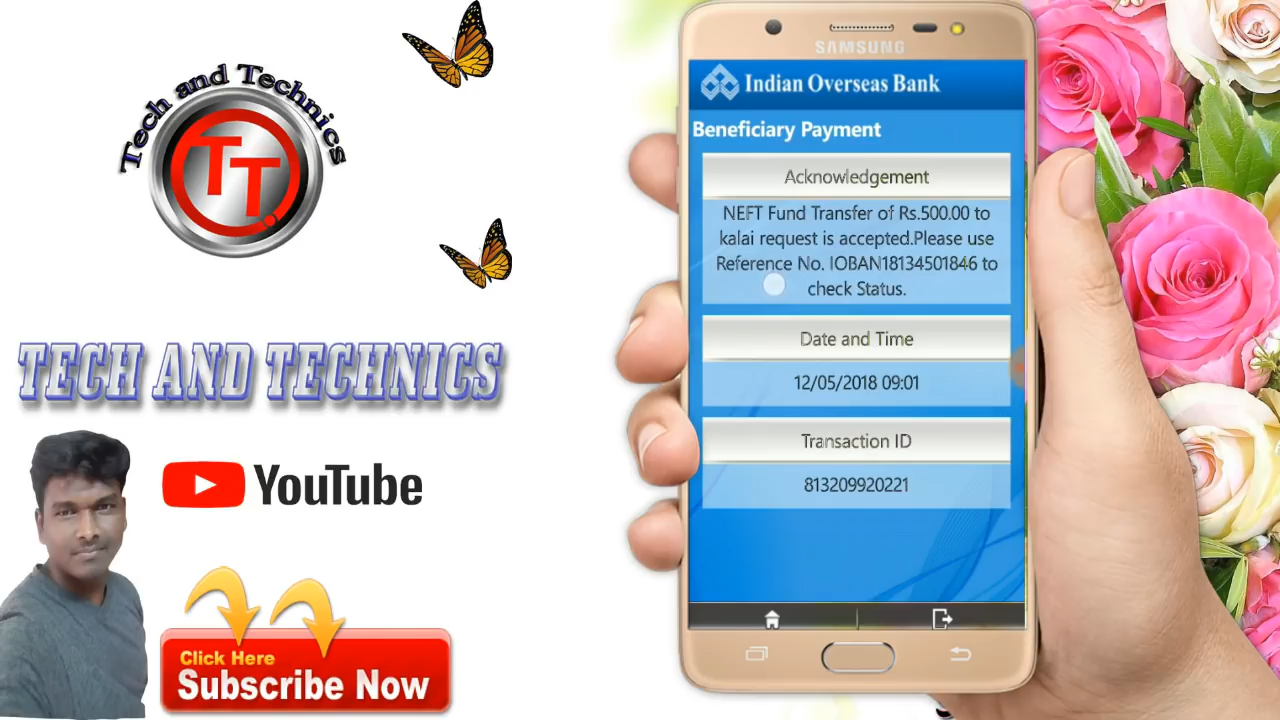 Tech and Technics
TT
TECH AND TECHNICS
YouTube
Click Here
Subscribe Now
SAMSUNG
Indian Overseas Bank
Beneficiary Payment
Acknowledgement
NEFT Fund Transfer of Rs.500.00 to
kalai request is accepted.Please use
Reference No. IOBAN18134501846 to
check Status.
Date and Time
12/05/2018 09:01
Transaction ID
813209920221